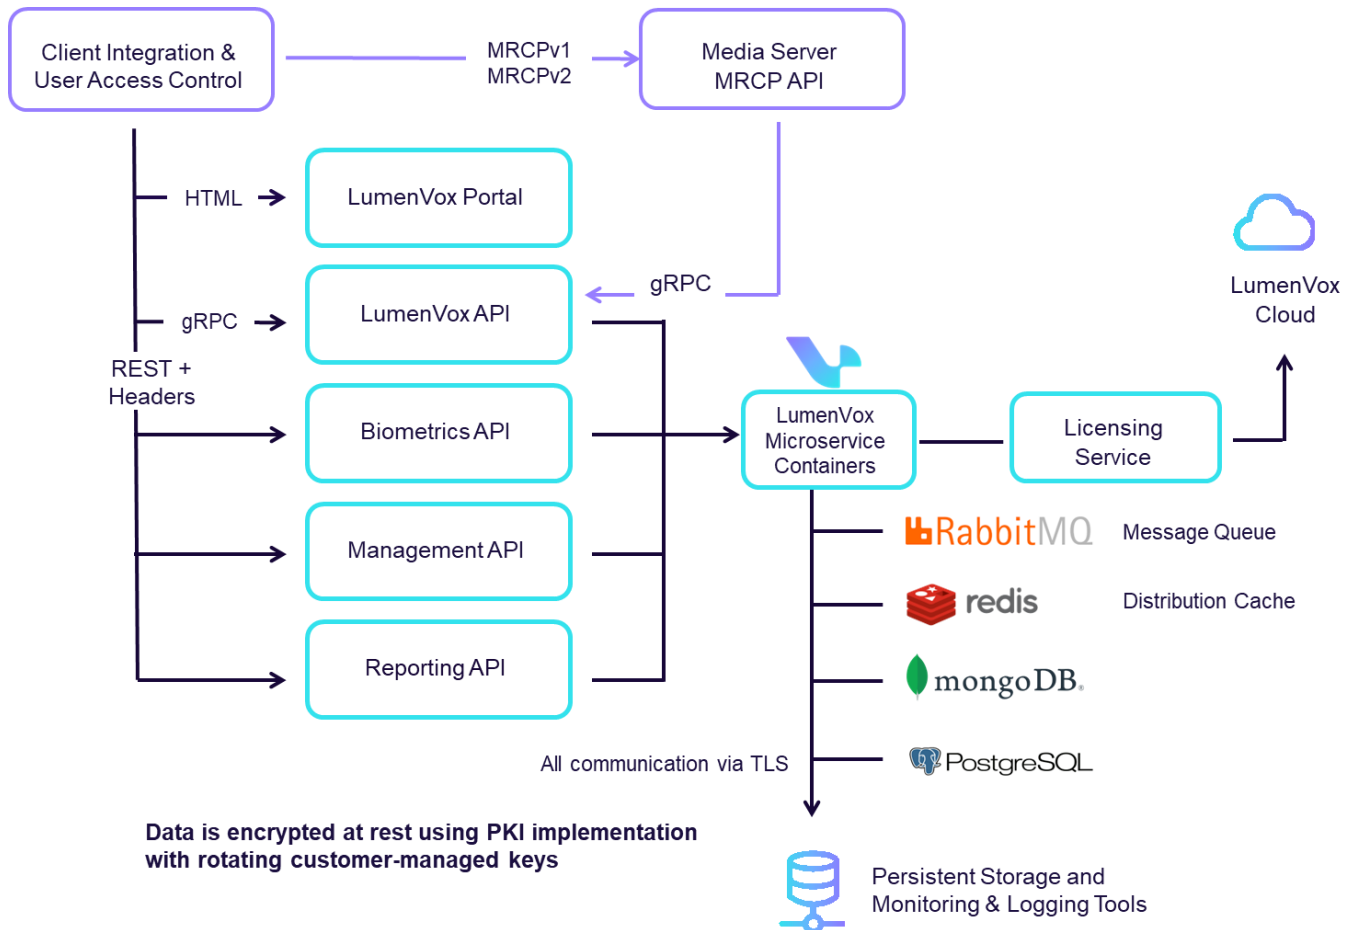 Client Integration &
User Access Control
MRCPv1
MRCPv2
Media Server
MRCP API
HTML
LumenVox Portal
gRPC
LumenVox API
gRPC
REST +
Headers
Biometrics API
Management API
Reporting API
LumenVox
Microservice
Containers
Licensing
Service
LumenVox
Cloud
RabbitMQ
Message Queue
redis
Distribution Cache
mongoDB®
PostgreSQL
All communication via TLS
Data is encrypted at rest using PKI implementation
with rotating customer-managed keys
Persistent Storage and
Monitoring & Logging Tools